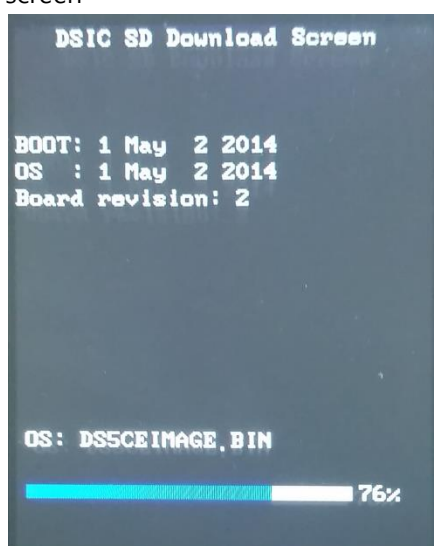 screen
DSIC SD Download Screen
BOOT: 1 May 2 2014
OS : 1 May 2 2014
Board revision: 2
OS: DS5CEIMAGE.BIN
76%